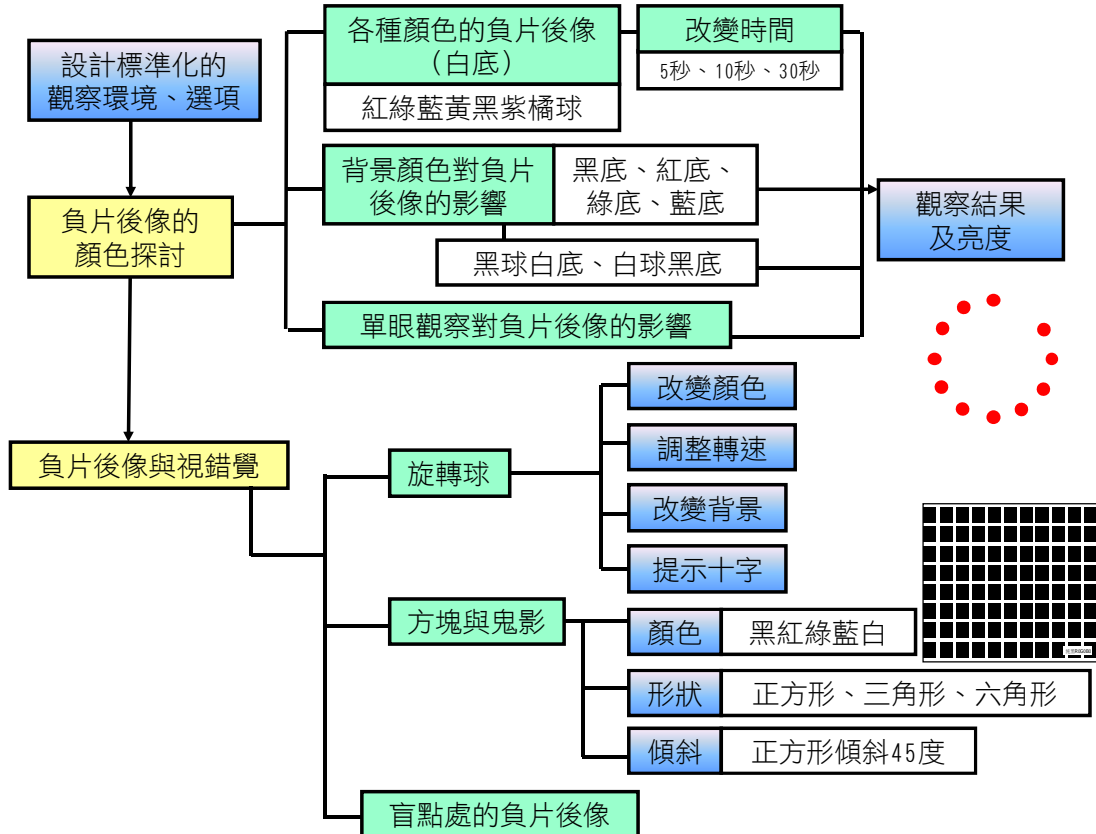 設計標準化的
觀察環境、選項
各種顏色的負片後像
（白底）
紅綠藍黃黑紫橘球
改變時間
5秒、10秒、30秒
負片後像的
顏色探討
背景顏色對負片
後像的影響
黑底、紅底、
綠底、藍底
黑球白底、白球黑底
單眼觀察對負片後像的影響
觀察結果
及亮度
負片後像與視錯覺
旋轉球
改變顏色
調整轉速
改變背景
提示十字
方塊與鬼影
顏色
黑紅綠藍白
形狀
正方形、三角形、六角形
傾斜
正方形傾斜45度
盲點處的負片後像